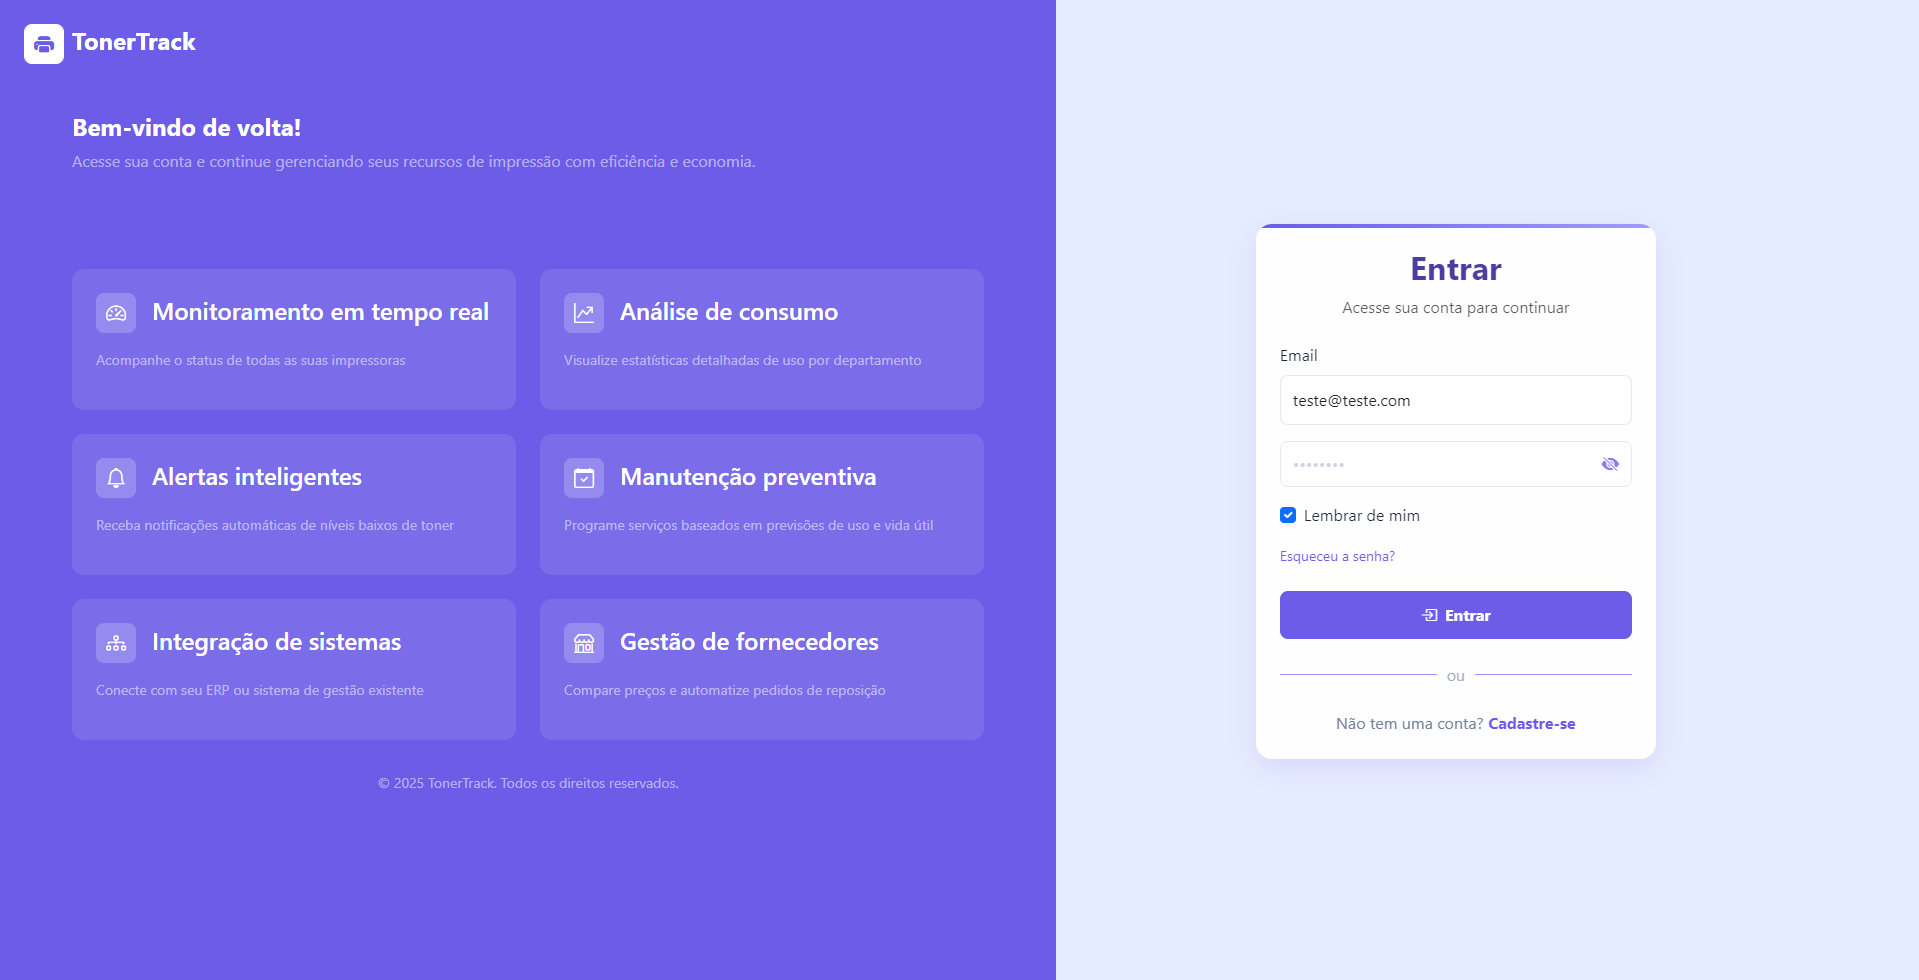 TonerTrack
Bem-vindo de volta!
Acesse sua conta e continue gerenciando seus recursos de impressão com eficiência e economia.
Monitoramento em tempo real
Acompanhe o status de todas as suas impressoras
Análise de consumo
Visualize estatísticas detalhadas de uso por departamento
Alertas inteligentes
Receba notificações automáticas de níveis baixos de toner
Manutenção preventiva
Programe serviços baseados em previsões de uso e vida útil
Integração de sistemas
Conecte com seu ERP ou sistema de gestão existente
Gestão de fornecedores
Compare preços e automatize pedidos de reposição
© 2025 TonerTrack. Todos os direitos reservados.
Entrar
Acesse sua conta para continuar
Email
teste@teste.com
••••••••
Lembrar de mim
Esqueceu a senha?
Entrar
ou
Não tem uma conta? Cadastre-se